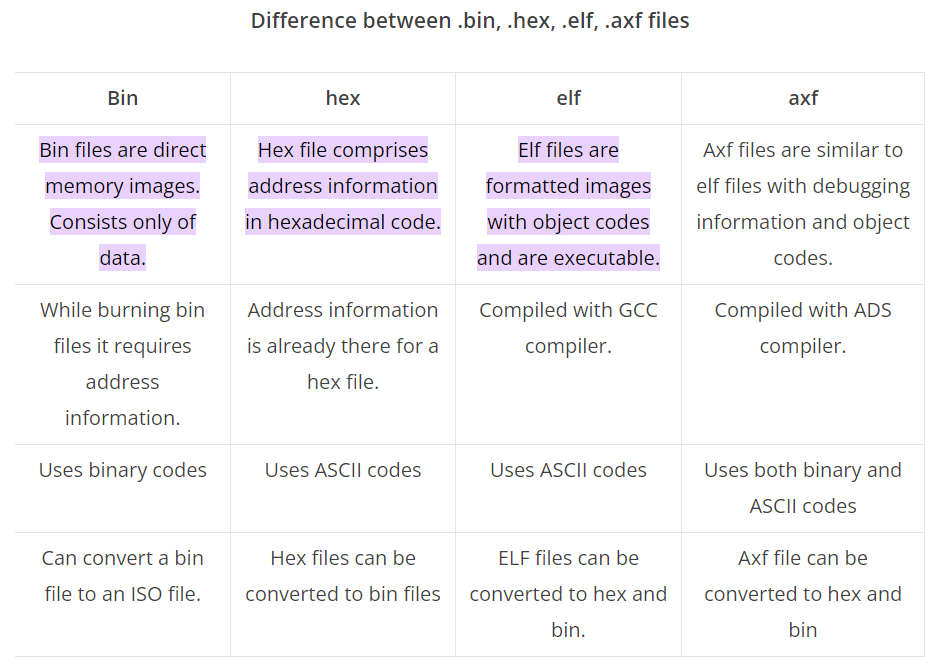 Difference between .bin, .hex, .elf, .axf files
Bin
hex
elf
axf
Bin files are direct
memory images.
Consists only of
data.
Hex file comprises
address information
in hexadecimal code.
Elf files are
formatted images
with object codes
and are executable.
Axf files are similar to
elf files with debugging
information and object
codes.
While burning bin
files it requires
address
information.
Address information
is already there for a
hex file.
Compiled with GCC
compiler.
Compiled with ADS
compiler.
Uses binary codes
Uses ASCII codes
Uses ASCII codes
Uses both binary and
ASCII codes
Can convert a bin
file to an ISO file.
Hex files can be
converted to bin files
ELF files can be
converted to hex and
bin.
Axf file can be
converted to hex and
bin